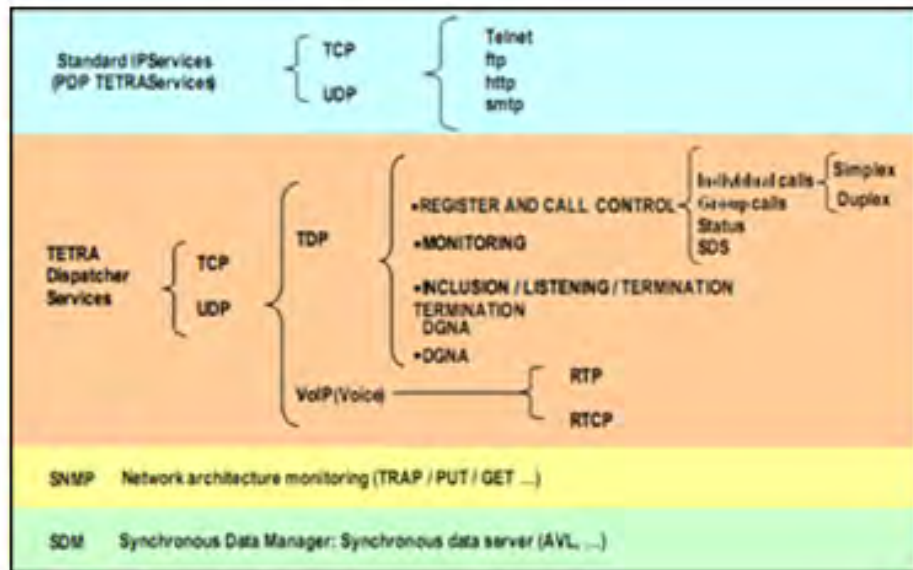 Standard IPServices
(PDP TETRAServices)
TCP
UDP
Telnet
ftp
http
smtp
TETRA
Dispatcher
Services
TCP
UDP
TDP
•REGISTER AND CALL CONTROL
Individual calls
Group calls
Status
SDS
Simplex
Duplex
•MONITORING
•INCLUSION / LISTENING / TERMINATION
TERMINATION
DGNA
•DGNA
VoIP(Voice)
RTP
RTCP
SNMP Network architecture monitoring (TRAP / PUT / GET ...)
SDM Synchronous Data Manager: Synchronous data server (AVL, ...)